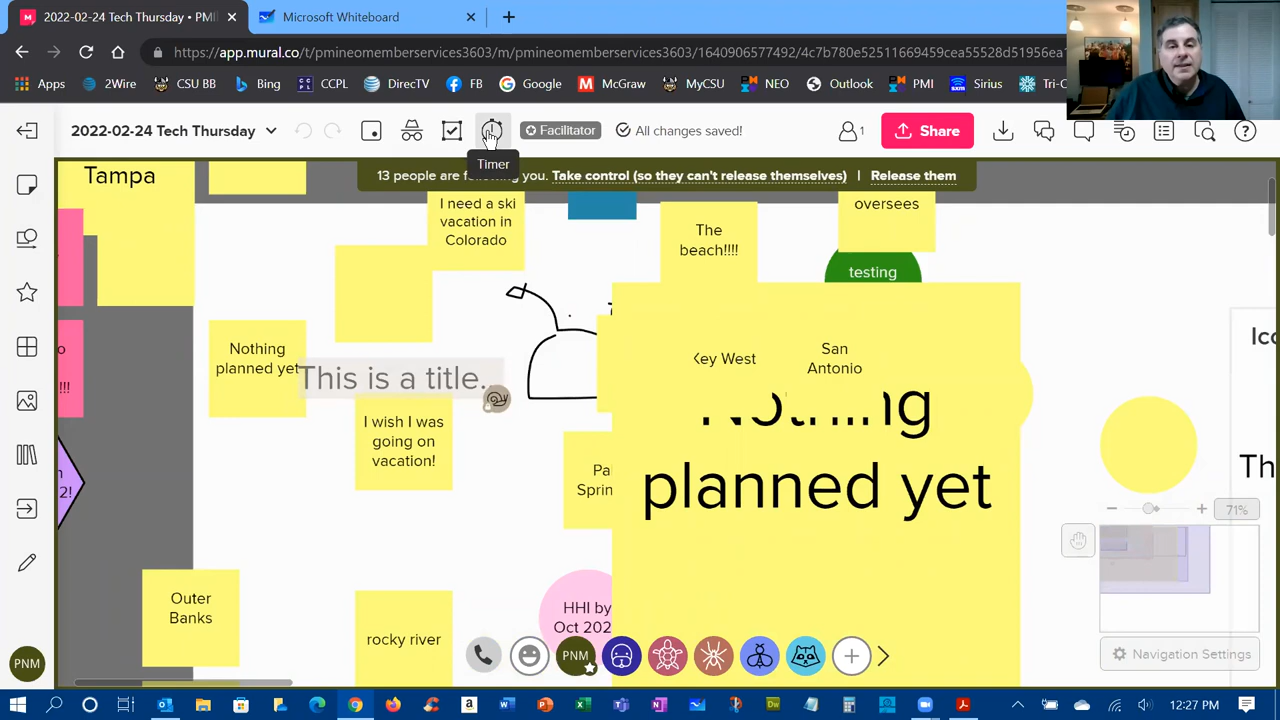 2022-02-24 Tech Thursday • PMI
Microsoft Whiteboard
https://app.mural.co/t/pmineomemberservices3603/m/pmineomemberservices3603/1640906577492/4c7b780e52511669459cea55528d51956ea
Apps
2Wire
CSU BB
Bing
CCPL
DirecTV
FB
Google
McGraw
MyCSU
NEO
Outlook
PMI
Sirius
Tri-C
2022-02-24 Tech Thursday
Facilitator
All changes saved!
1
Share
Timer
13 people are following you. Take control (so they can't release themselves) | Release them
Tampa
I need a ski
vacation in
Colorado
The
beach!!!!
oversees
testing
Nothing
planned yet
This is a title.
Key West
San
Antonio
Nothing
planned yet
I wish I was
going on
vacation!
!!!
2!
Outer
Banks
rocky river
HHI by
71%
Navigation Settings
PNM
PNM
12:27 PM